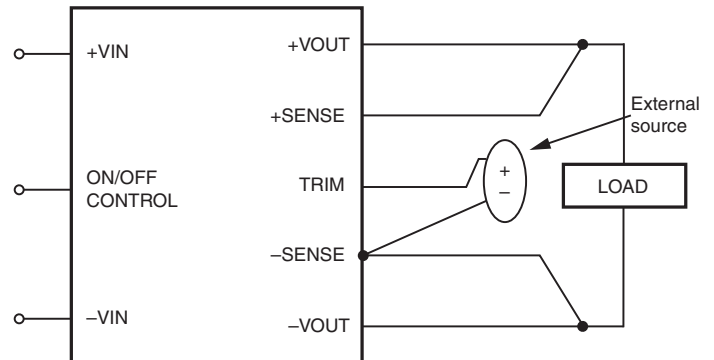 +VIN
ON/OFF
CONTROL
–VIN
+VOUT
+SENSE
TRIM
–SENSE
–VOUT
+
–
External
source
LOAD